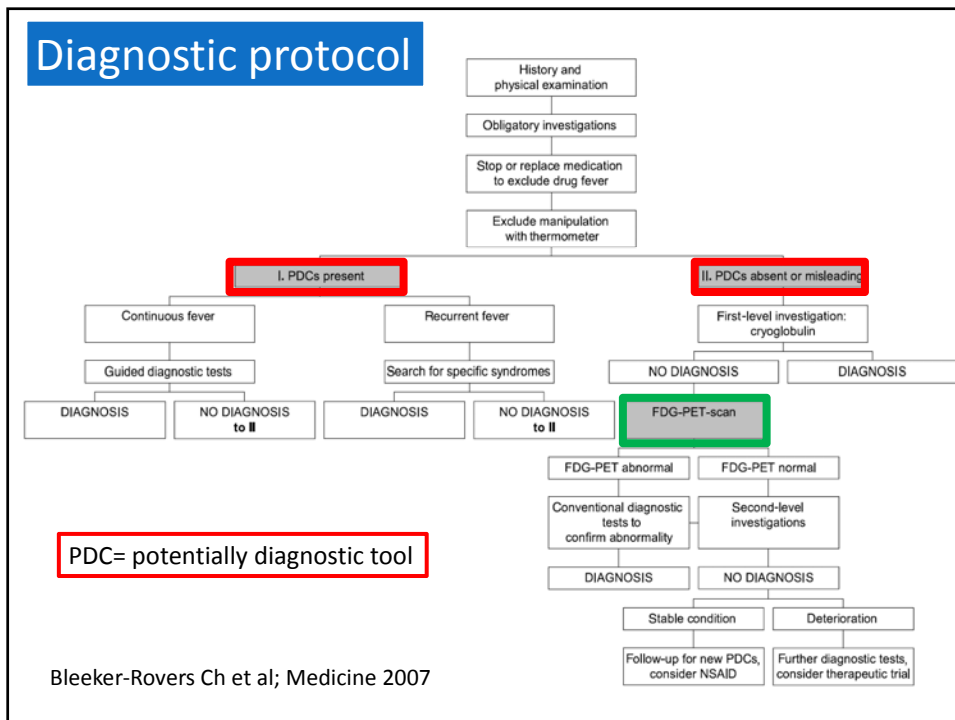 Diagnostic protocol
History and
physical examination
Obligatory investigations
Stop or replace medication
to exclude drug fever
Exclude manipulation
with thermometer
I. PDCs present
II. PDCs absent or misleading
Continuous fever
Recurrent fever
First-level investigation:
cryoglobulin
Guided diagnostic tests
Search for specific syndromes
NO DIAGNOSIS
DIAGNOSIS
DIAGNOSIS
NO DIAGNOSIS
to II
DIAGNOSIS
NO DIAGNOSIS
to II
FDG-PET-scan
FDG-PET abnormal
FDG-PET normal
Conventional diagnostic
tests to
confirm abnormality
Second-level
investigations
PDC= potentially diagnostic tool
DIAGNOSIS
NO DIAGNOSIS
Stable condition
Deterioration
Follow-up for new PDCs,
consider NSAID
Further diagnostic tests,
consider therapeutic trial
Bleeker-Rovers Ch et al; Medicine 2007